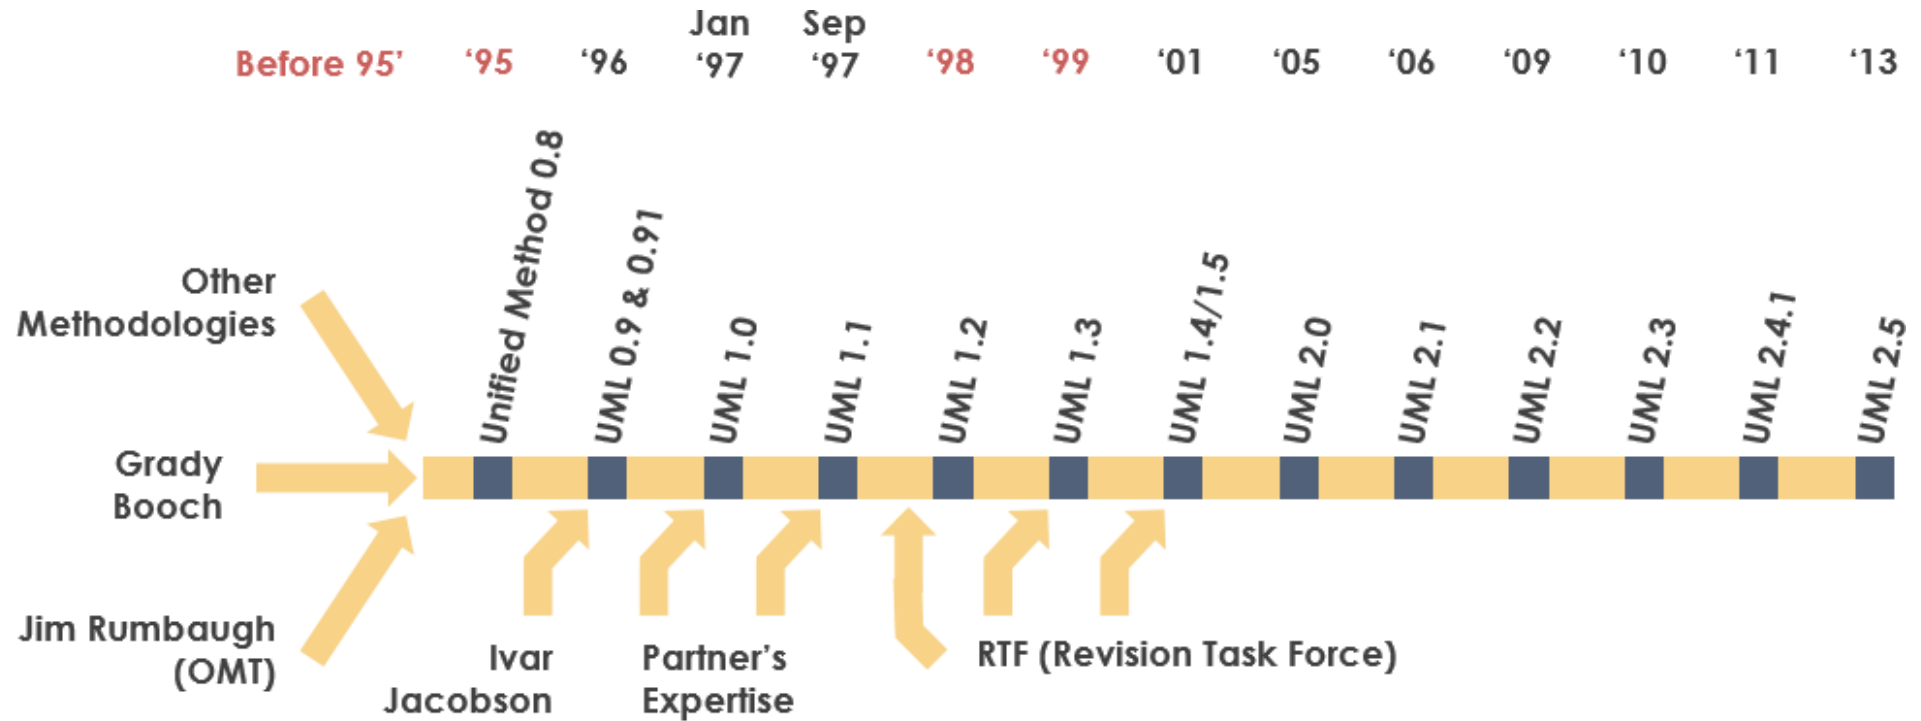 Jan
Sep
Before 95’
‘95
‘96
‘97
‘97
‘98
‘99
‘01
‘05
‘06
‘09
‘10
‘11
‘13
Unified Method 0.8
UML 0.9 & 0.91
UML 1.0
UML 1.1
UML 1.2
UML 1.3
UML 1.4/1.5
UML 2.0
UML 2.1
UML 2.2
UML 2.3
UML 2.4.1
UML 2.5
Other
Methodologies
Grady
Booch
Jim Rumbaugh
(OMT)
Ivar
Jacobson
Partner’s
Expertise
RTF (Revision Task Force)